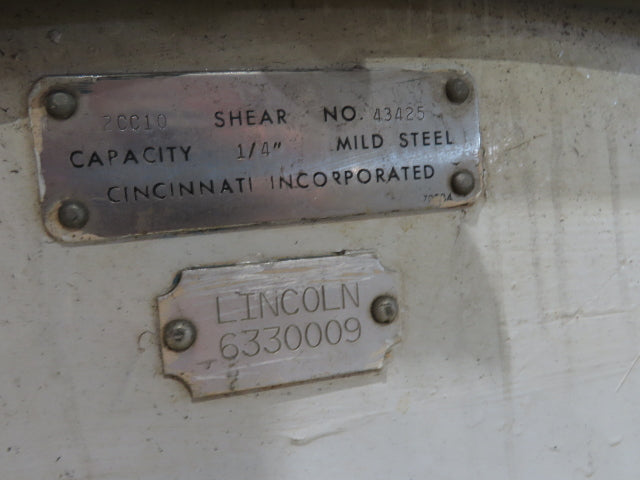 2CC10 SHEAR NO. 43425
CAPACITY 1/4" MILD STEEL
CINCINNATI INCORPORATED
LINCOLN
6330009